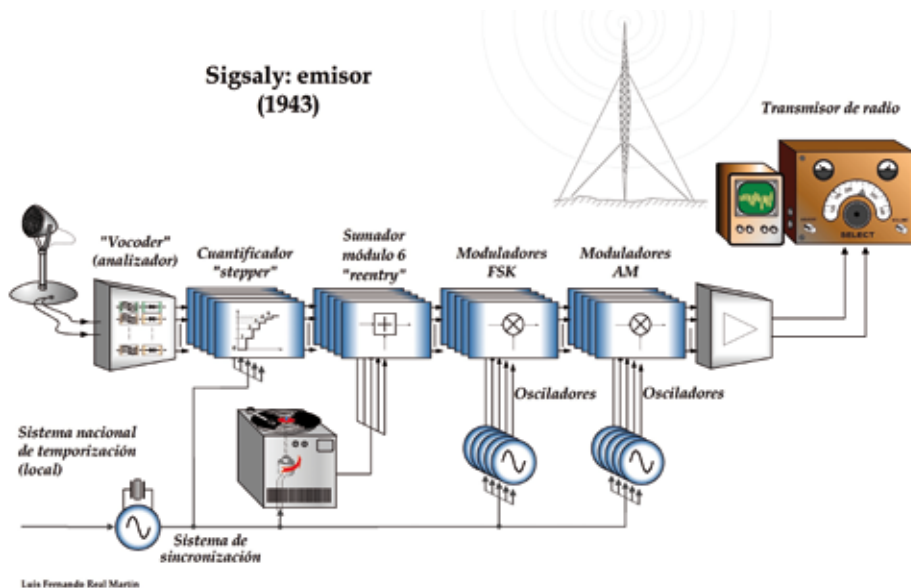 Sigsaly: emisor
(1943)
Transmisor de radio
SELECT
"Vocoder"
(analizador)
Cuantificador
"stepper"
Sumador
módulo 6
"reentry"
Moduladores
FSK
Moduladores
AM
Osciladores
Osciladores
Sistema nacional
de temporización
(local)
Sistema de
sincronización
Luis Fernando Real Martín